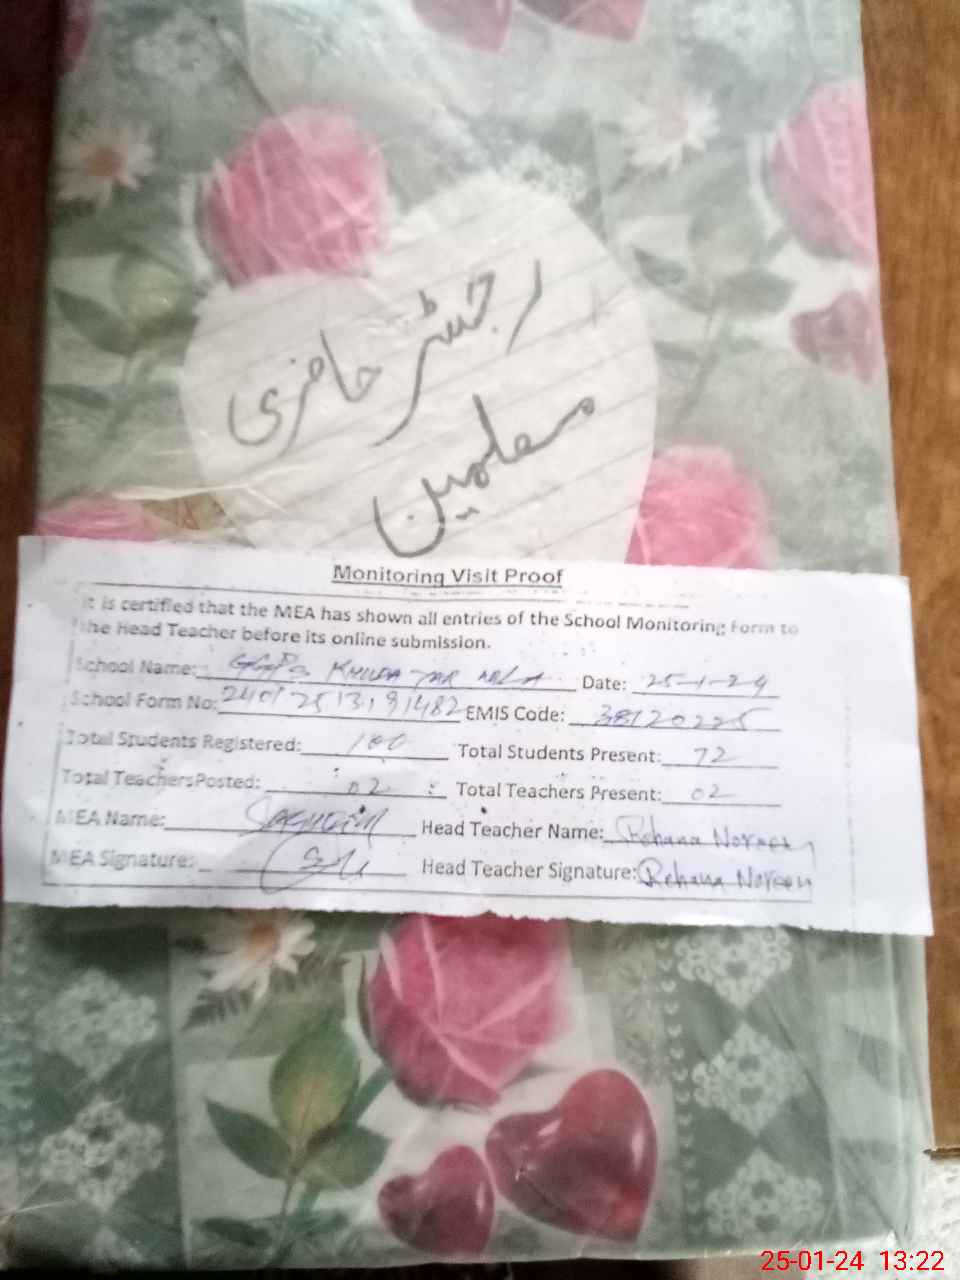 رجسٹر حاضری
معلمین
Monitoring Visit Proof
It is certified that the MEA has shown all entries of the School Monitoring Form to
the Head Teacher before its online submission.
School Name: GGPS Date: 25-1-24
School Form No: EMIS Code: 38120225
Total Students Registered: 100 Total Students Present: 72
Total Teachers Posted: 02 Total Teachers Present: 02
MEA Name: Head Teacher Name: Rehana Noreen
MEA Signature: Head Teacher Signature: Rehana Noreen
25-01-24 13:22